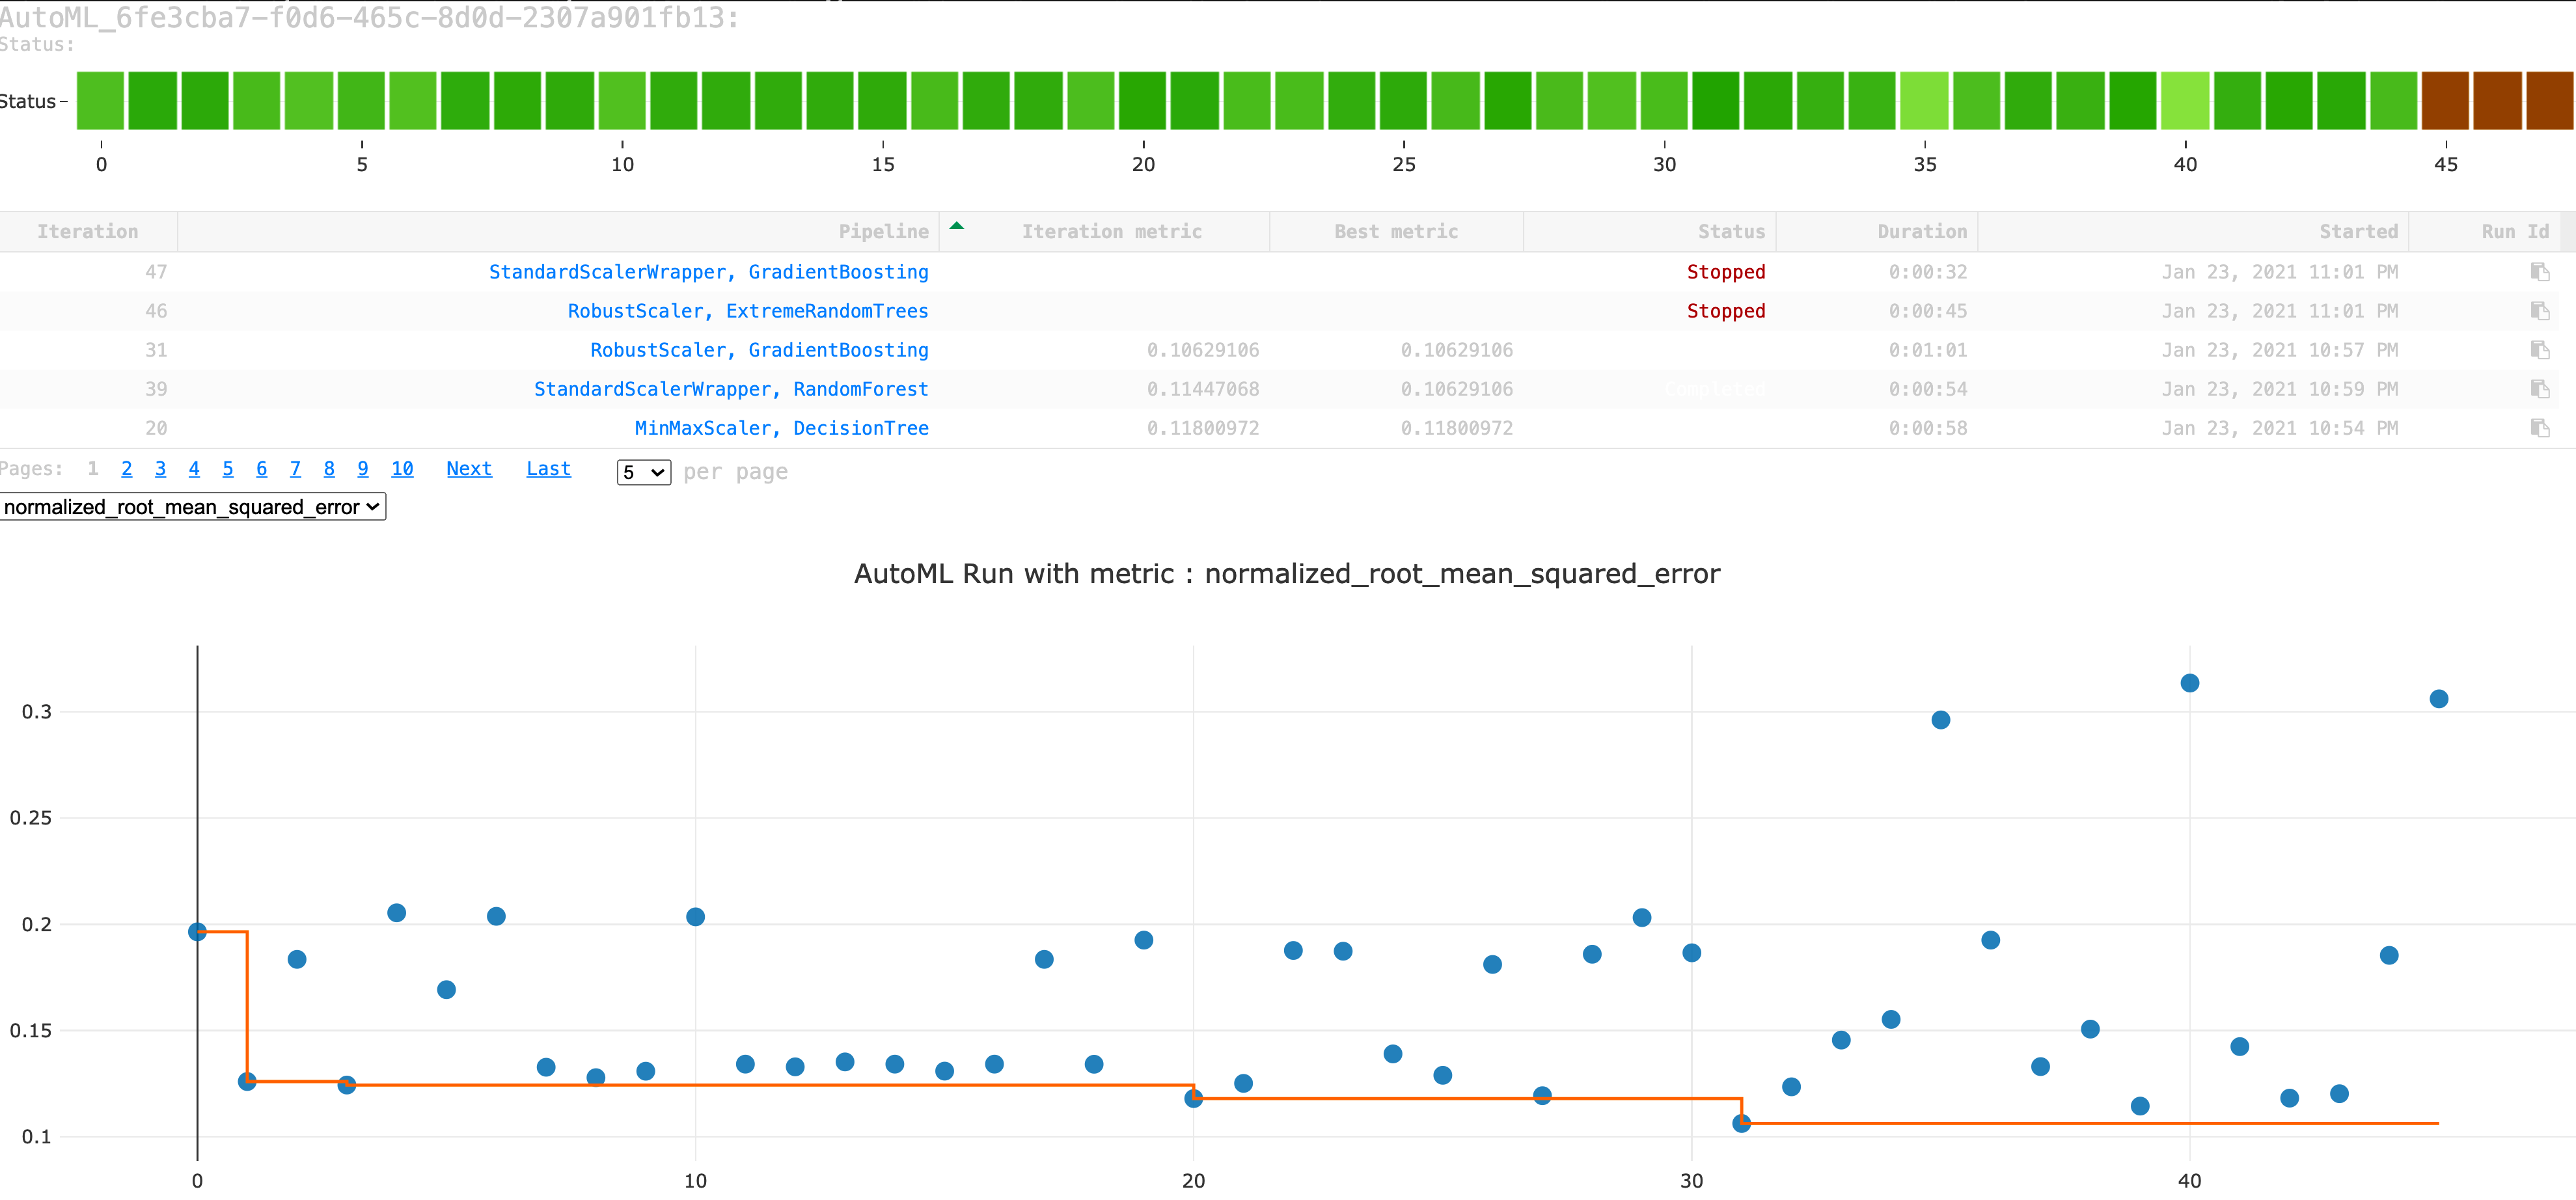 AutoML_6fe3cba7-f0d6-465c-8d0d-2307a901fb13:
Status:
Status
0 5 10 15 20 25 30 35 40 45
Iteration Pipeline Iteration metric Best metric Status Duration Started Run Id
47 StandardScalerWrapper, GradientBoosting Stopped 0:00:32 Jan 23, 2021 11:01 PM
46 RobustScaler, ExtremeRandomTrees Stopped 0:00:45 Jan 23, 2021 11:01 PM
31 RobustScaler, GradientBoosting 0.10629106 0.10629106 0:01:01 Jan 23, 2021 10:57 PM
39 StandardScalerWrapper, RandomForest 0.11447068 0.10629106 Completed 0:00:54 Jan 23, 2021 10:59 PM
20 MinMaxScaler, DecisionTree 0.11800972 0.11800972 0:00:58 Jan 23, 2021 10:54 PM
Pages: 1 2 3 4 5 6 7 8 9 10 Next Last 5 per page
normalized_root_mean_squared_error
AutoML Run with metric : normalized_root_mean_squared_error
0.3
0.25
0.2
0.15
0.1
0 10 20 30 40